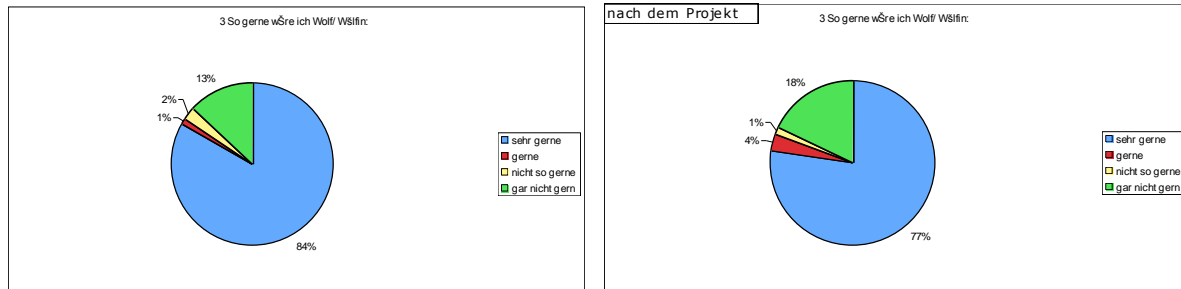 3 So gerne wŠre ich Wolf/ Wšlfin:
13%
2%
1%
84%
sehr gerne
gerne
nicht so gerne
gar nicht gern
nach dem Projekt
3 So gerne wŠre ich Wolf/ Wšlfin:
18%
1%
4%
77%
sehr gerne
gerne
nicht so gerne
gar nicht gern